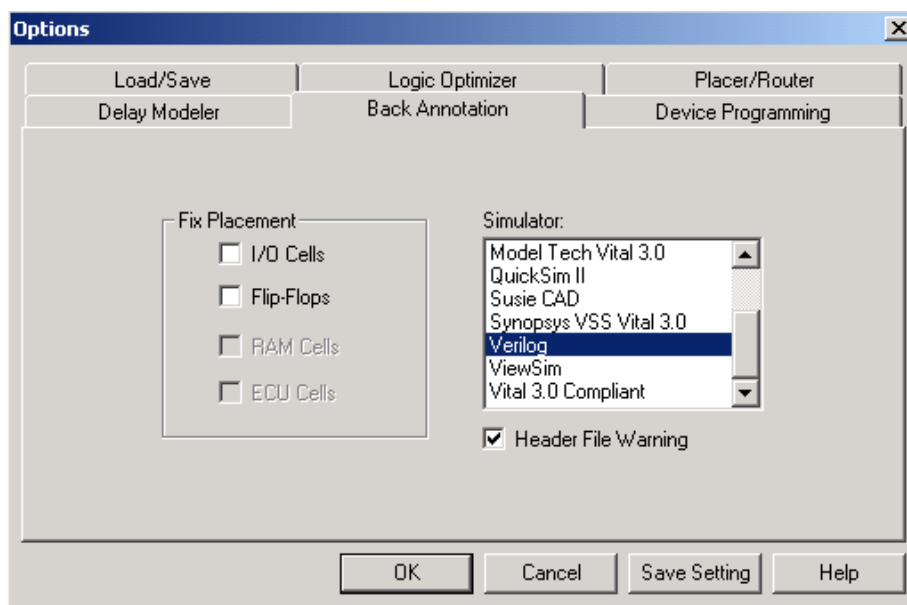 Options
Load/Save
Logic Optimizer
Placer/Router
Delay Modeler
Back Annotation
Device Programming
Fix Placement
I/O Cells
Flip-Flops
RAM Cells
ECU Cells
Simulator:
Model Tech Vital 3.0
QuickSim II
Susie CAD
Synopsys VSS Vital 3.0
Verilog
ViewSim
Vital 3.0 Compliant
Header File Warning
OK
Cancel
Save Setting
Help